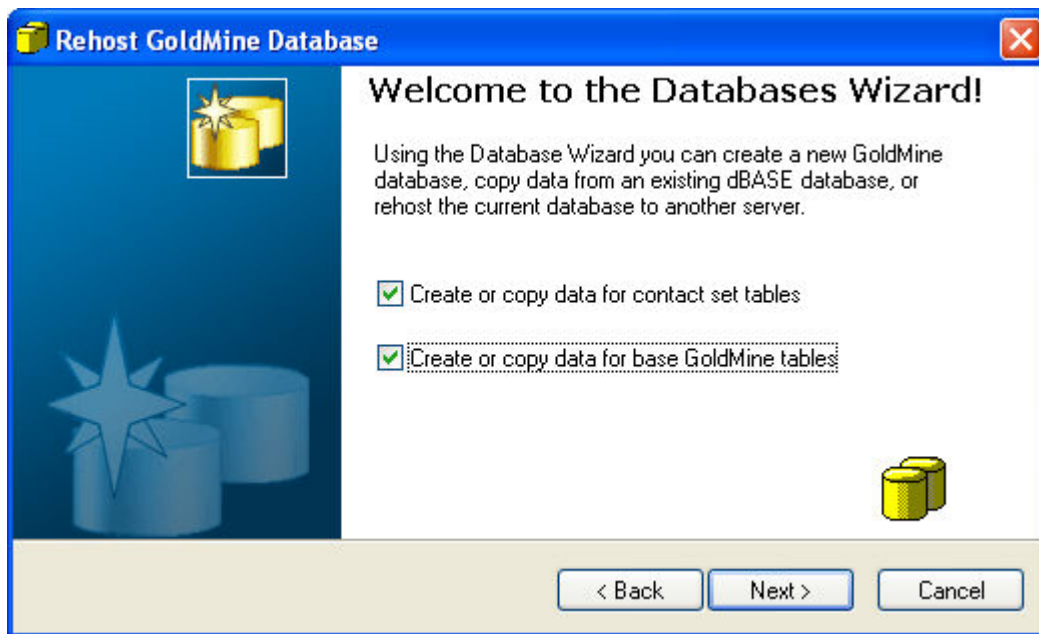 Rehost GoldMine Database
Welcome to the Databases Wizard!
Using the Database Wizard you can create a new GoldMine
database, copy data from an existing dBASE database, or
rehost the current database to another server.
Create or copy data for contact set tables
Create or copy data for base GoldMine tables
< Back Next > Cancel